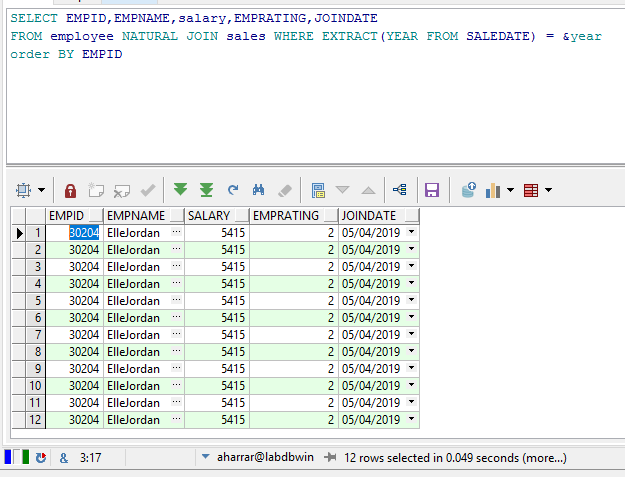 SELECT EMPID,EMPNAME,salary,EMPRATING,JOINDATE
FROM employee NATURAL JOIN sales WHERE EXTRACT(YEAR FROM SALEDATE) = &year
order BY EMPID
EMPID EMPNAME SALARY EMPRATING JOINDATE
1 30204 ElleJordan ... 5415 2 05/04/2019
2 30204 ElleJordan ... 5415 2 05/04/2019
3 30204 ElleJordan ... 5415 2 05/04/2019
4 30204 ElleJordan ... 5415 2 05/04/2019
5 30204 ElleJordan ... 5415 2 05/04/2019
6 30204 ElleJordan ... 5415 2 05/04/2019
7 30204 ElleJordan ... 5415 2 05/04/2019
8 30204 ElleJordan ... 5415 2 05/04/2019
9 30204 ElleJordan ... 5415 2 05/04/2019
10 30204 ElleJordan ... 5415 2 05/04/2019
11 30204 ElleJordan ... 5415 2 05/04/2019
12 30204 ElleJordan ... 5415 2 05/04/2019
& 3:17 aharrar@labdbwin 12 rows selected in 0.049 seconds (more...)